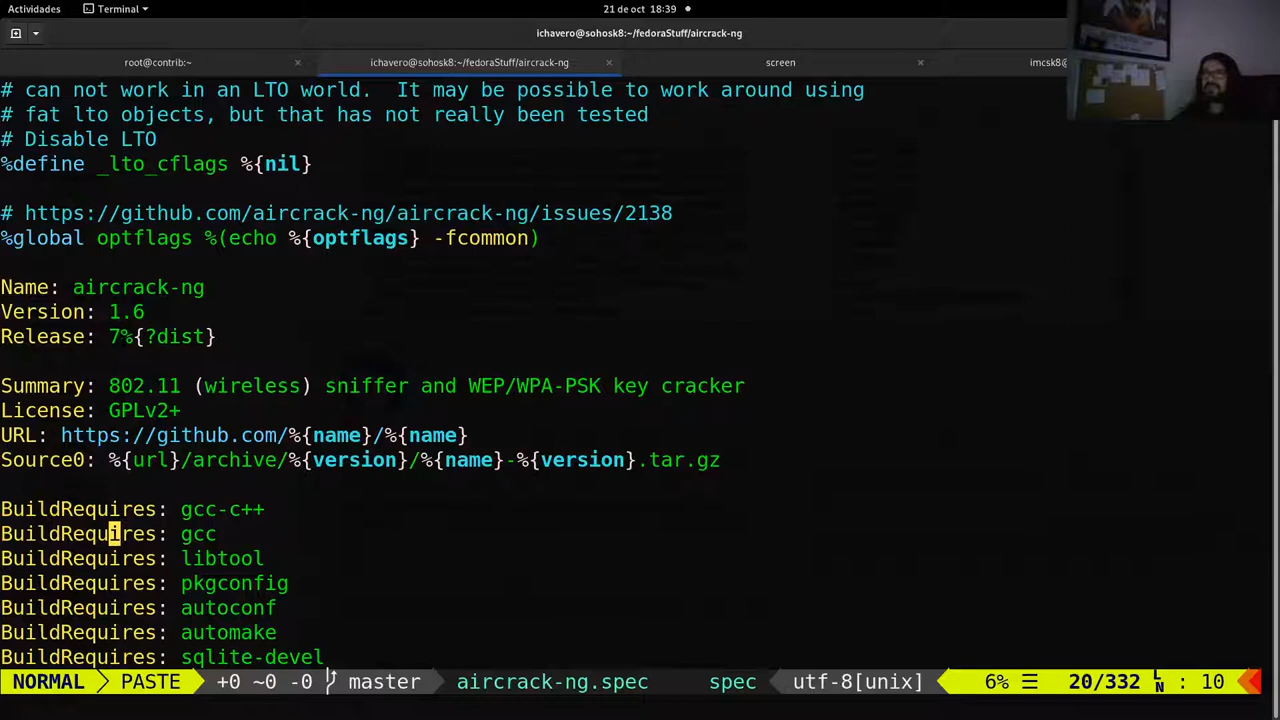 Actividades
Terminal
21 de oct 18:39
ichavero@sohosk8:~/fedoraStuff/aircrack-ng
root@contrib:~
ichavero@sohosk8:~/fedoraStuff/aircrack-ng
screen
imcsk8@
# can not work in an LTO world.  It may be possible to work around using
# fat lto objects, but that has not really been tested
# Disable LTO
%define _lto_cflags %{nil}
# https://github.com/aircrack-ng/aircrack-ng/issues/2138
%global optflags %(echo %{optflags} -fcommon)
Name: aircrack-ng
Version: 1.6
Release: 7%{?dist}
Summary: 802.11 (wireless) sniffer and WEP/WPA-PSK key cracker
License: GPLv2+
URL: https://github.com/%{name}/%{name}
Source0: %{url}/archive/%{version}/%{name}-%{version}.tar.gz
BuildRequires: gcc-c++
BuildRequires: gcc
BuildRequires: libtool
BuildRequires: pkgconfig
BuildRequires: autoconf
BuildRequires: automake
BuildRequires: sqlite-devel
NORMAL PASTE +0 ~0 -0 master aircrack-ng.spec spec utf-8[unix] 6% ☰ 20/332 LN : 10